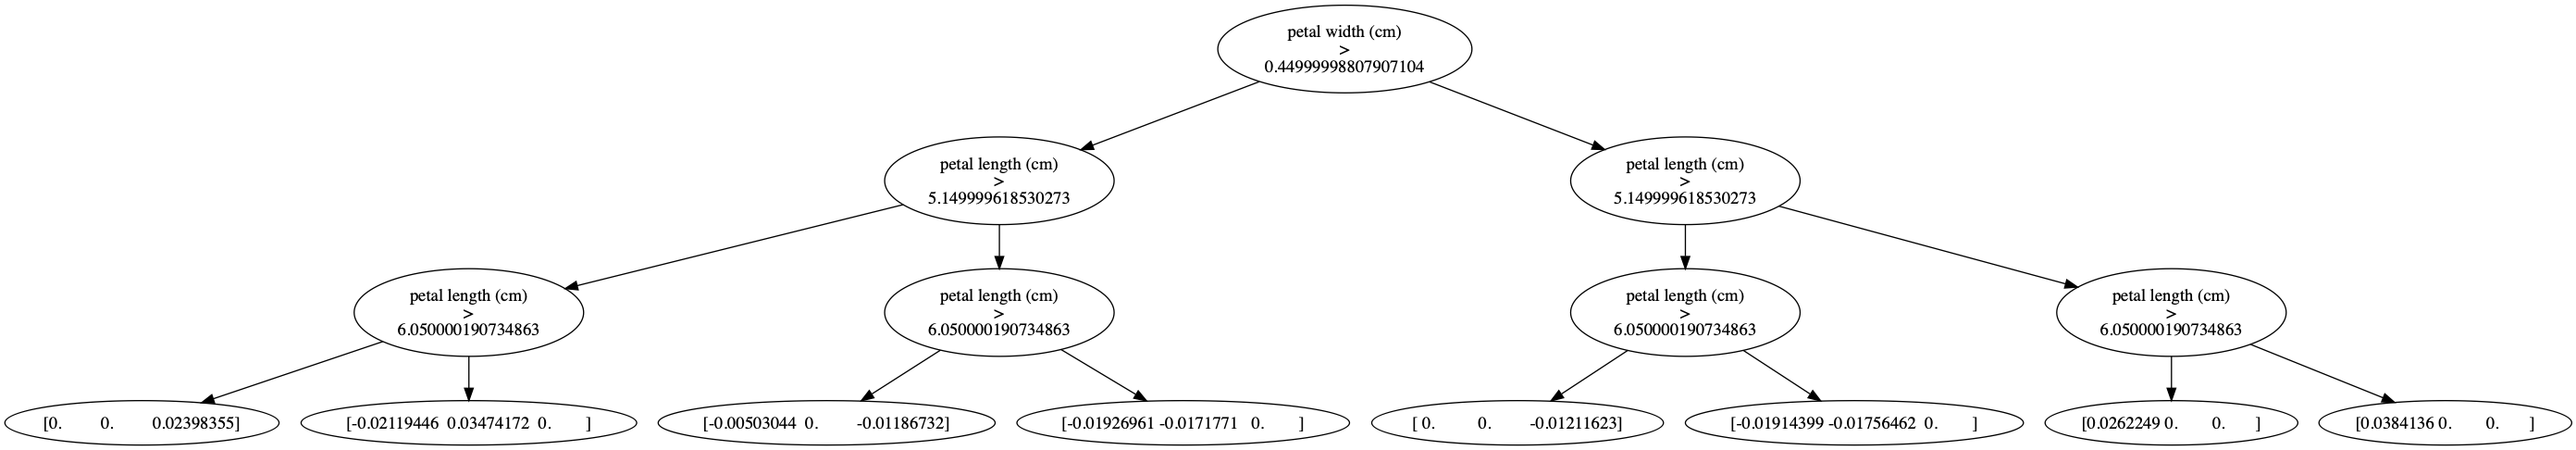 petal width (cm)
>
0.44999998807907104
petal length (cm)
>
5.149999618530273
petal length (cm)
>
5.149999618530273
petal length (cm)
>
6.050000190734863
petal length (cm)
>
6.050000190734863
petal length (cm)
>
6.050000190734863
petal length (cm)
>
6.050000190734863
[0. 0. 0.02398355]
[-0.02119446 0.03474172 0. ]
[-0.00503044 0. -0.01186732]
[-0.01926961 -0.0171771 0. ]
[ 0. 0. -0.01211623]
[-0.01914399 -0.01756462 0. ]
[0.0262249 0. 0. ]
[0.0384136 0. 0. ]